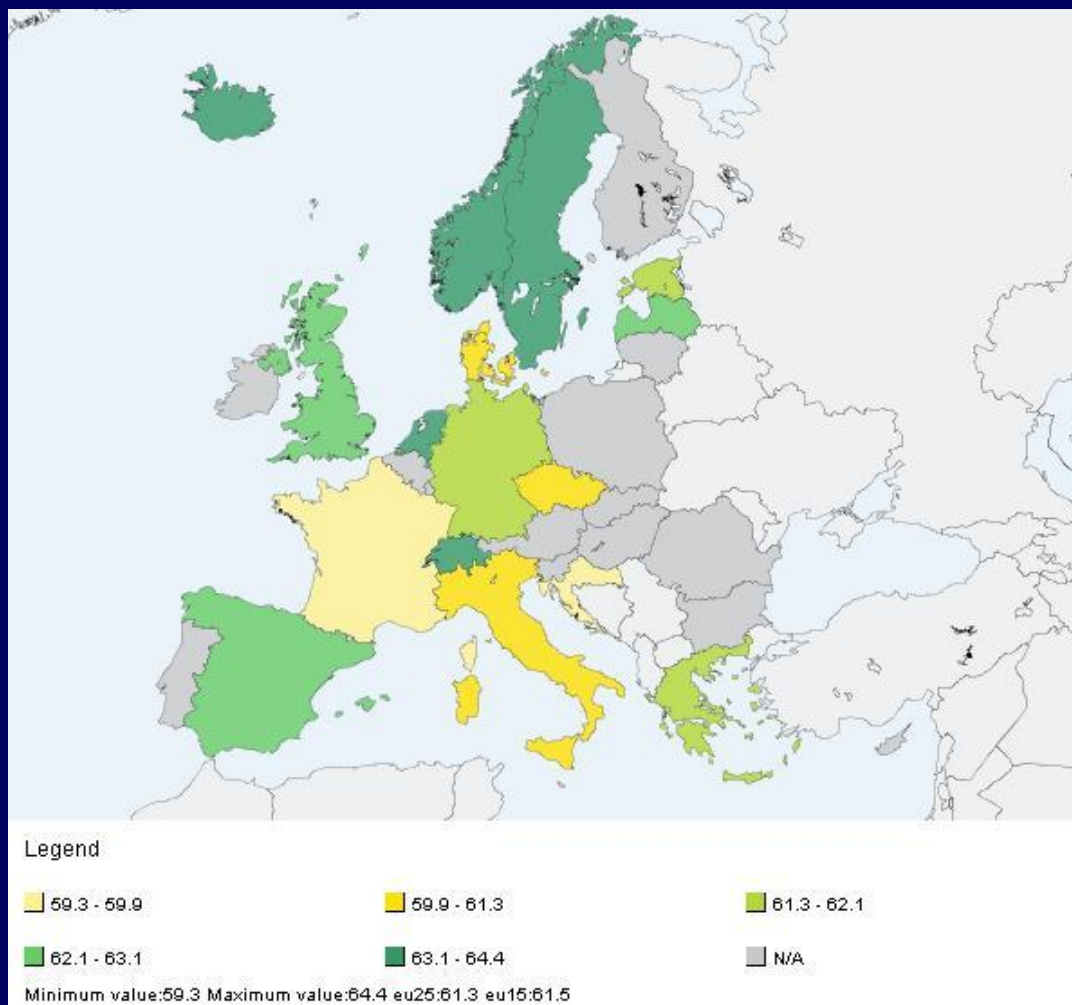 Legend
59.3 - 59.9 59.9 - 61.3 61.3 - 62.1
62.1 - 63.1 63.1 - 64.4 N/A
Minimum value:59.3 Maximum value:64.4 eu25:61.3 eu15:61.5